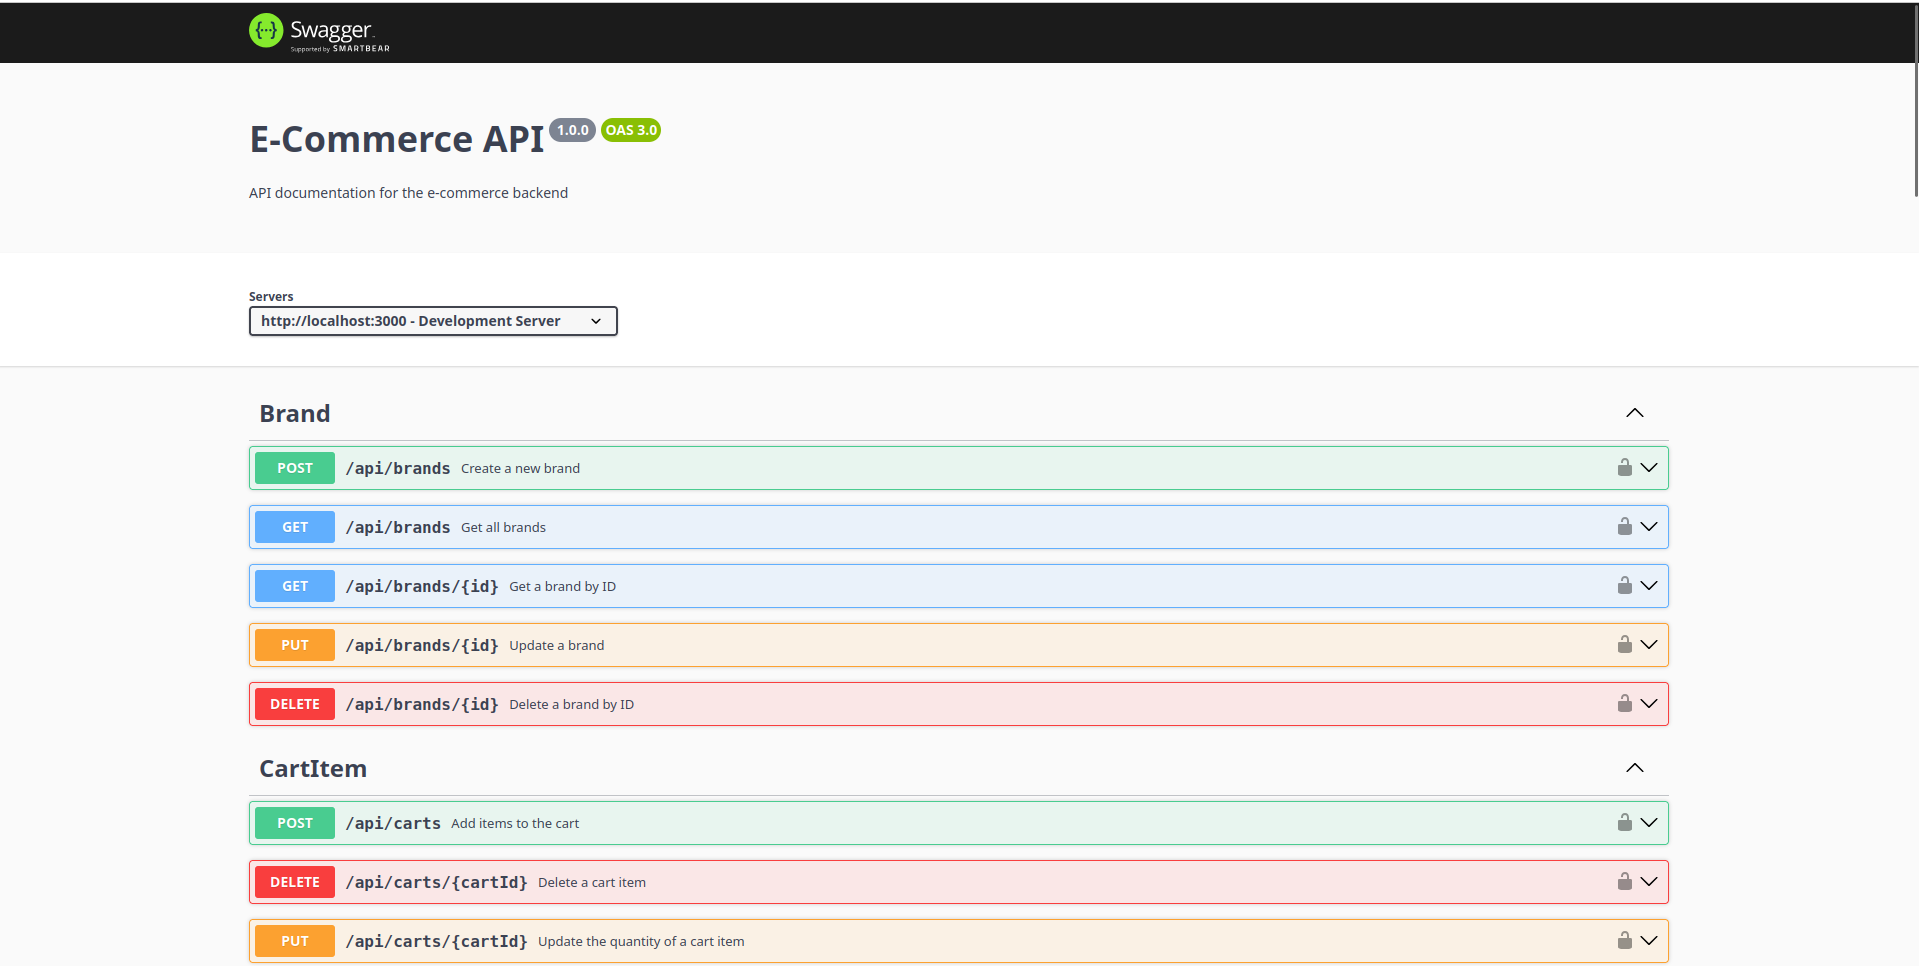 {...} Swagger.
Supported by SMARTBEAR
E-Commerce API 1.0.0 OAS 3.0
API documentation for the e-commerce backend
Servers
http://localhost:3000 - Development Server
Brand
POST /api/brands Create a new brand
GET /api/brands Get all brands
GET /api/brands/{id} Get a brand by ID
PUT /api/brands/{id} Update a brand
DELETE /api/brands/{id} Delete a brand by ID
CartItem
POST /api/carts Add items to the cart
DELETE /api/carts/{cartId} Delete a cart item
PUT /api/carts/{cartId} Update the quantity of a cart item